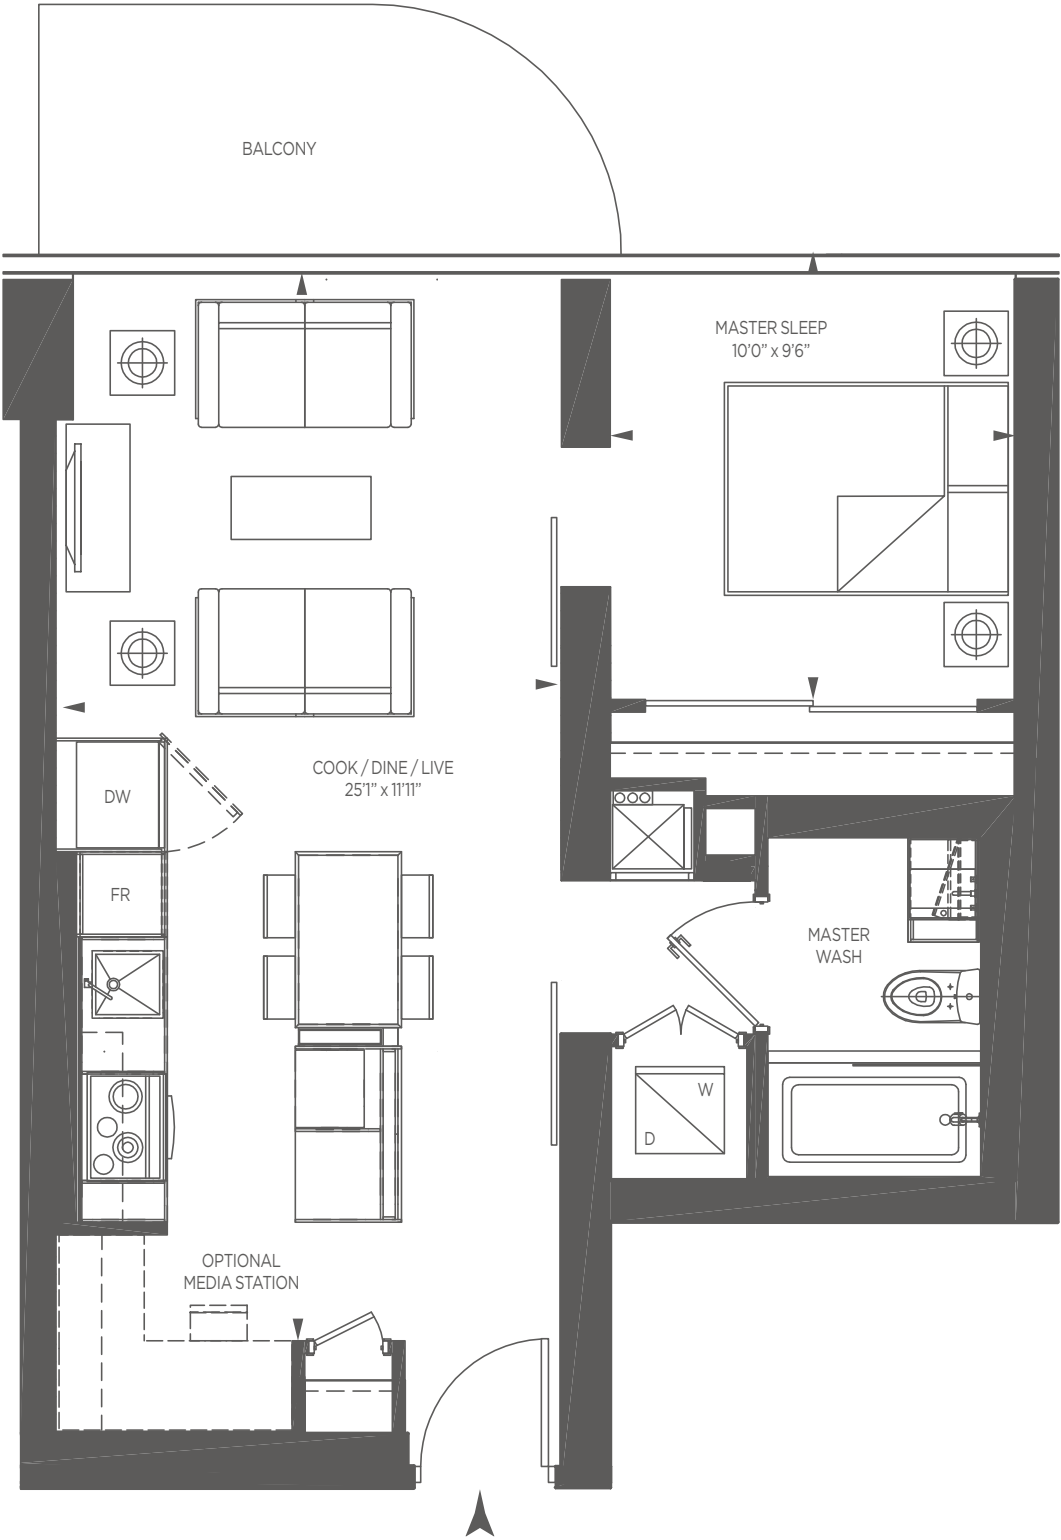 BALCONY
MASTER SLEEP
10'0" x 9'6"
COOK / DINE / LIVE
25'1" x 11'11"
DW
FR
MASTER
WASH
W
D
OPTIONAL
MEDIA STATION